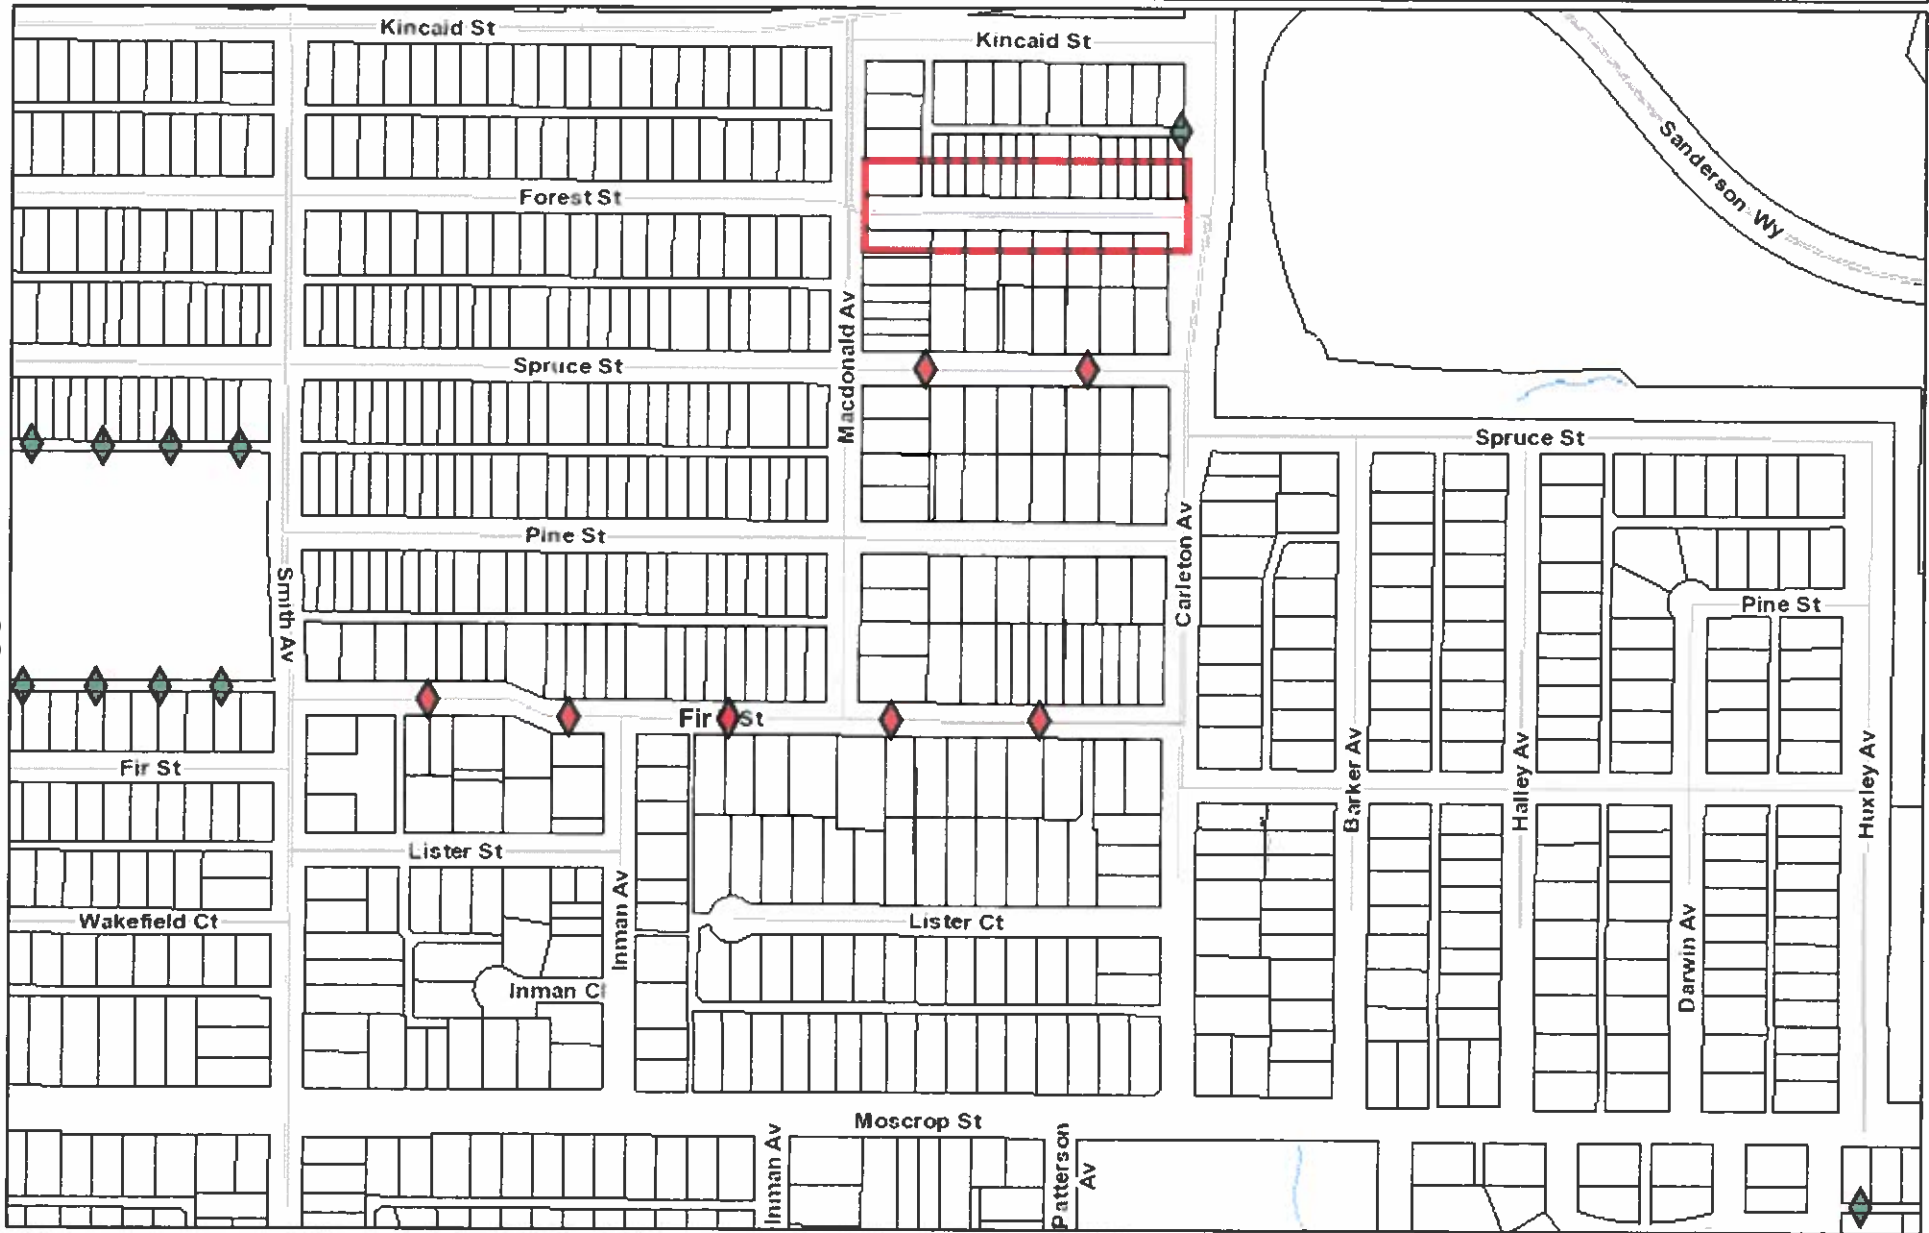 Kincaid St
Kincaid St
Sanderson Wy
Forest St
Macdonald Av
Spruce St
Spruce St
Pine St
Carleton Av
Smith Av
Pine St
Fir St
Fir St
Barker Av
Halley Av
Huxley Av
Lister St
Inman Av
Wakefield Ct
Lister Ct
Darwin Av
Inman Ct
Moscrop St
Inman Av
Patterson
Av